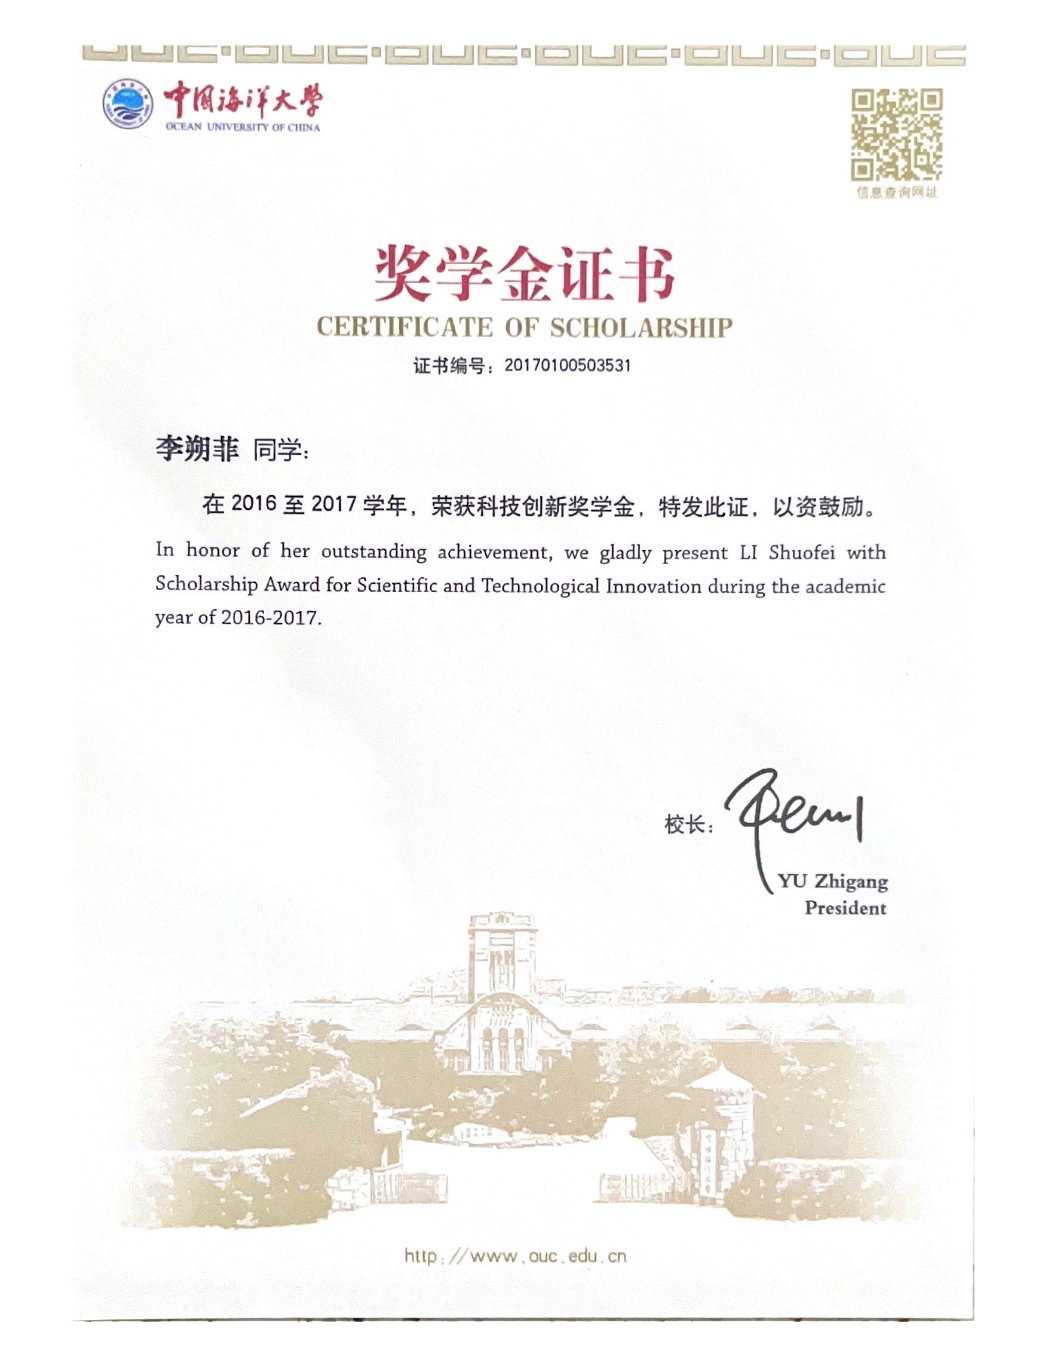 中国海洋大学
OCEAN UNIVERSITY OF CHINA
信息查询网址
奖学金证书
CERTIFICATE OF SCHOLARSHIP
证书编号：20170100503531
李朔菲 同学：
在 2016 至 2017 学年，荣获科技创新奖学金，特发此证，以资鼓励。
In honor of her outstanding achievement, we gladly present LI Shuofei with
Scholarship Award for Scientific and Technological Innovation during the academic
year of 2016-2017.
校长：
YU Zhigang
President
http://www.ouc.edu.cn